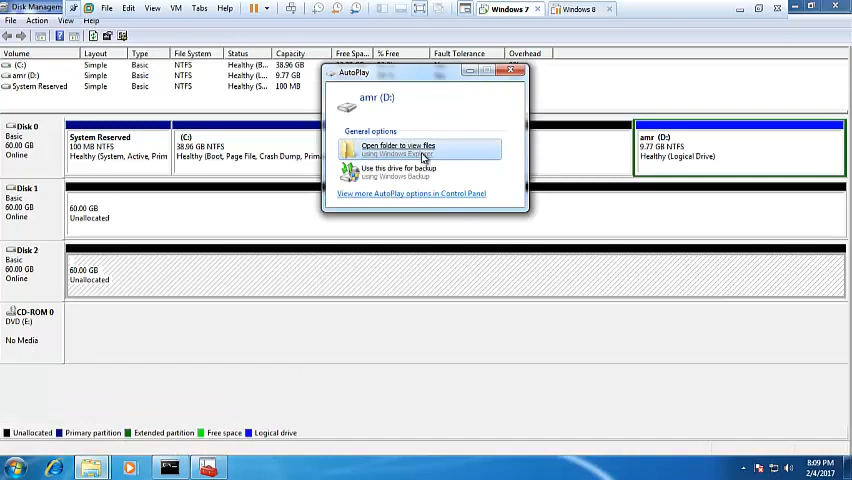 Disk Managem
File Edit View VM Tabs Help
Windows 7
Windows 8
File Action View Help
Volume Layout Type File System Status Capacity Free Spa... % Free Fault Tolerance Overhead
(C:) Simple Basic NTFS Healthy (B... 38.96 GB
amr (D:) Simple Basic NTFS Healthy (L... 9.77 GB
System Reserved Simple Basic NTFS Healthy (S... 100 MB
AutoPlay
amr (D:)
General options
Open folder to view files
using Windows Explorer
Use this drive for backup
using Windows Backup
View more AutoPlay options in Control Panel
Disk 0
Basic
60.00 GB
Online
System Reserved
100 MB NTFS
Healthy (System, Active, Prim
(C:)
38.96 GB NTFS
Healthy (Boot, Page File, Crash Dump, Prima
amr (D:)
9.77 GB NTFS
Healthy (Logical Drive)
Disk 1
Basic
60.00 GB
Online
60.00 GB
Unallocated
Disk 2
Basic
60.00 GB
Online
60.00 GB
Unallocated
CD-ROM 0
DVD (E:)
No Media
Unallocated Primary partition Extended partition Free space Logical drive
8:09 PM
2/4/2017